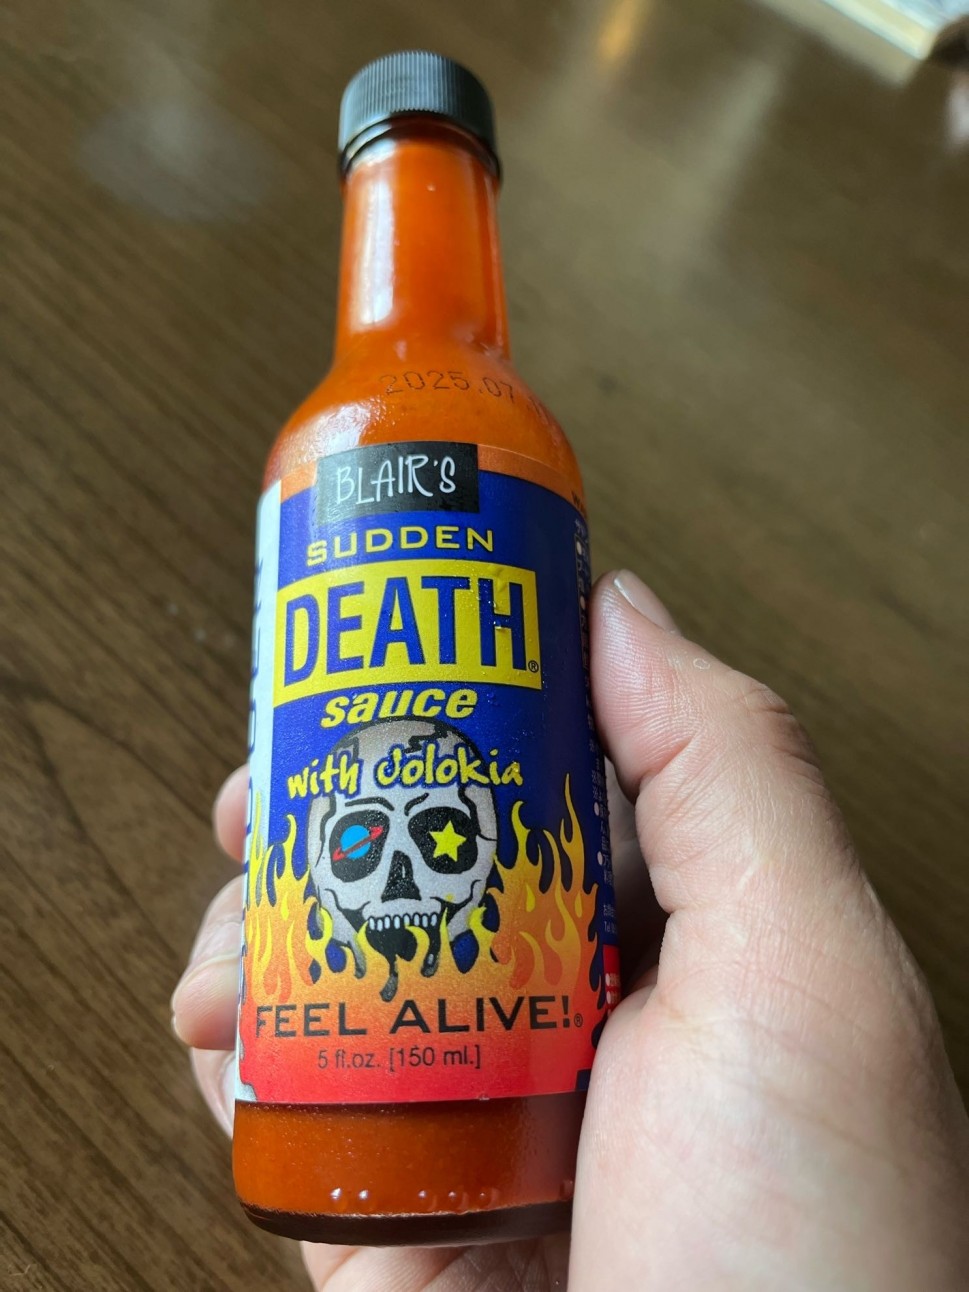 2025.07
BLAIR'S
SUDDEN
DEATH®
sauce
with Jolokia
FEEL ALIVE!®
5 fl.oz. [150 ml.]